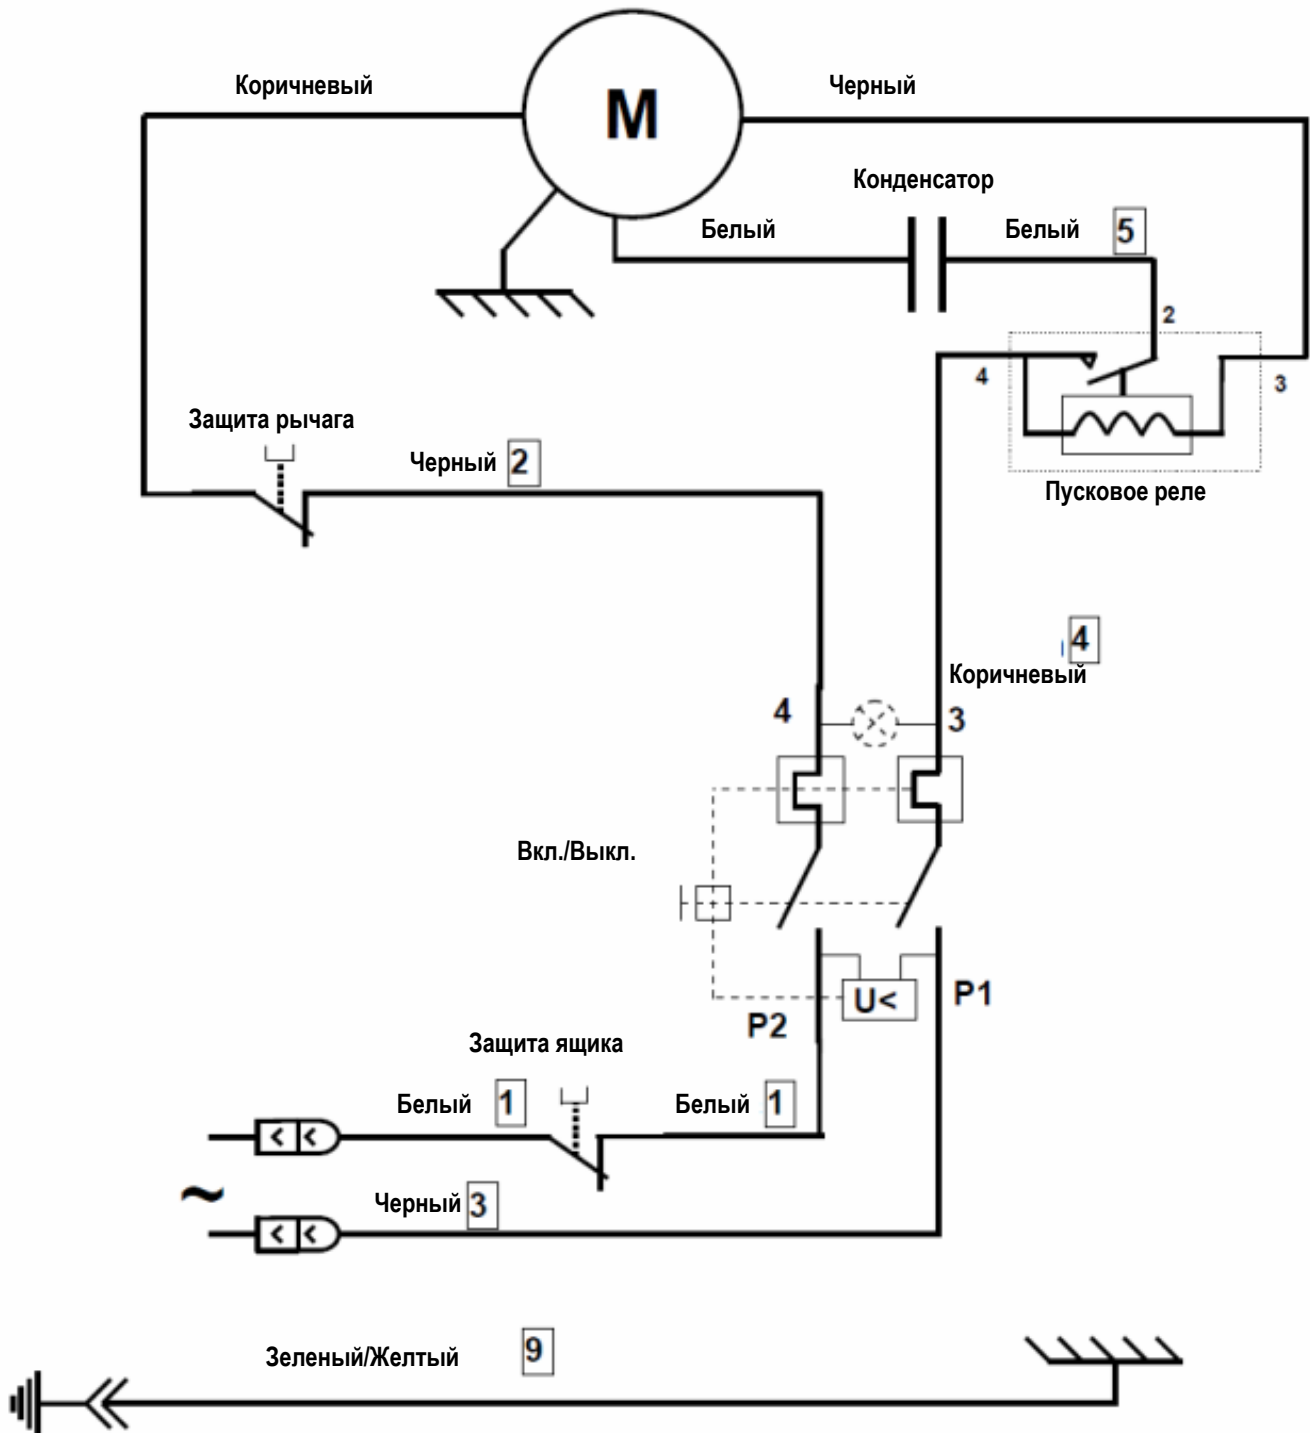 Коричневый
Черный
M
Конденсатор
Белый
Белый 5
2
4
3
Защита рычага
Черный 2
Пусковое реле
4
Коричневый
4
3
Вкл./Выкл.
U<
P1
P2
Защита ящика
Белый 1
Белый 1
~
Черный 3
Зеленый/Желтый 9